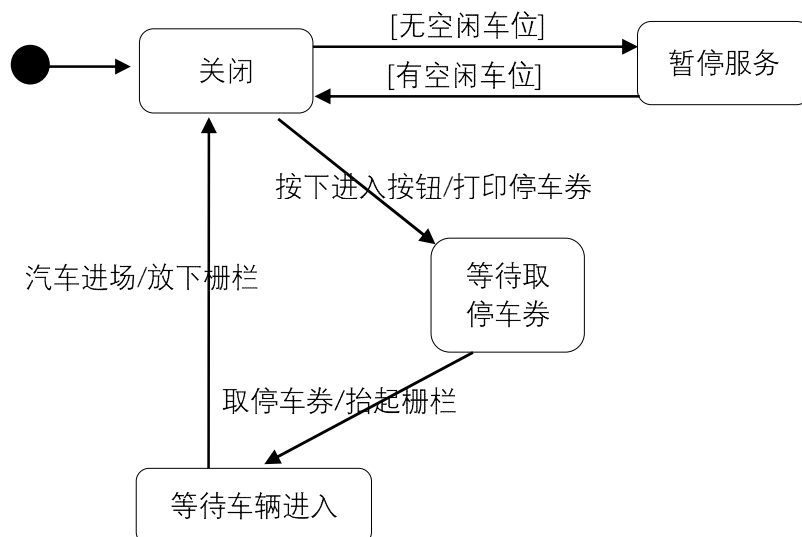 [无空闲车位]
关闭
暂停服务
[有空闲车位]
按下进入按钮/打印停车券
汽车进场/放下栅栏
等待取
停车券
取停车券/抬起栅栏
等待车辆进入